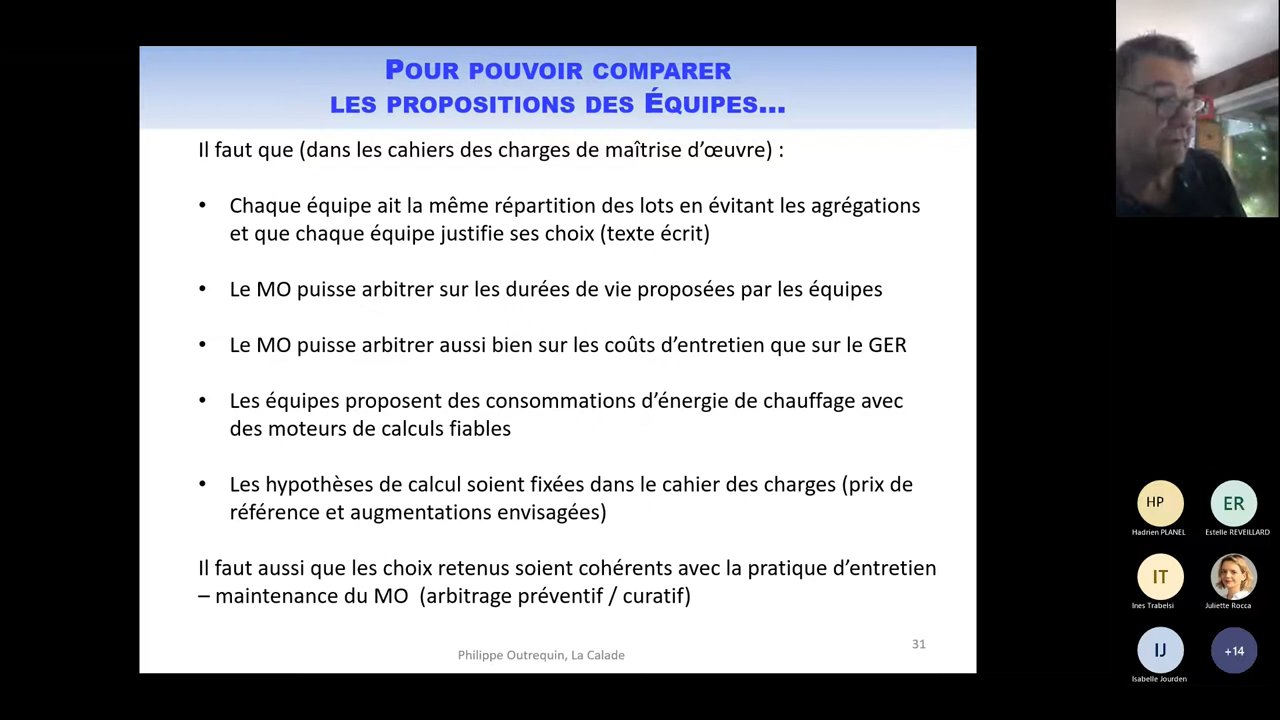 POUR POUVOIR COMPARER
LES PROPOSITIONS DES ÉQUIPES…
Il faut que (dans les cahiers des charges de maîtrise d’œuvre) :
• Chaque équipe ait la même répartition des lots en évitant les agrégations
et que chaque équipe justifie ses choix (texte écrit)
• Le MO puisse arbitrer sur les durées de vie proposées par les équipes
• Le MO puisse arbitrer aussi bien sur les coûts d’entretien que sur le GER
• Les équipes proposent des consommations d’énergie de chauffage avec
des moteurs de calculs fiables
• Les hypothèses de calcul soient fixées dans le cahier des charges (prix de
référence et augmentations envisagées)
Il faut aussi que les choix retenus soient cohérents avec la pratique d’entretien
– maintenance du MO (arbitrage préventif / curatif)
Philippe Outrequin, La Calade
31
HP
ER
Hadrien PLANEL
Estelle REVEILLARD
IT
Ines Trabelsi
Juliette Rocca
IJ
+14
Isabelle Jourden